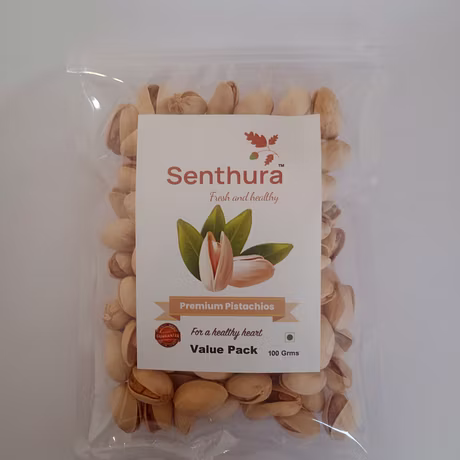 Senthura™
Fresh and healthy
Premium Pistachios
For a healthy heart
Value Pack 100 Grms